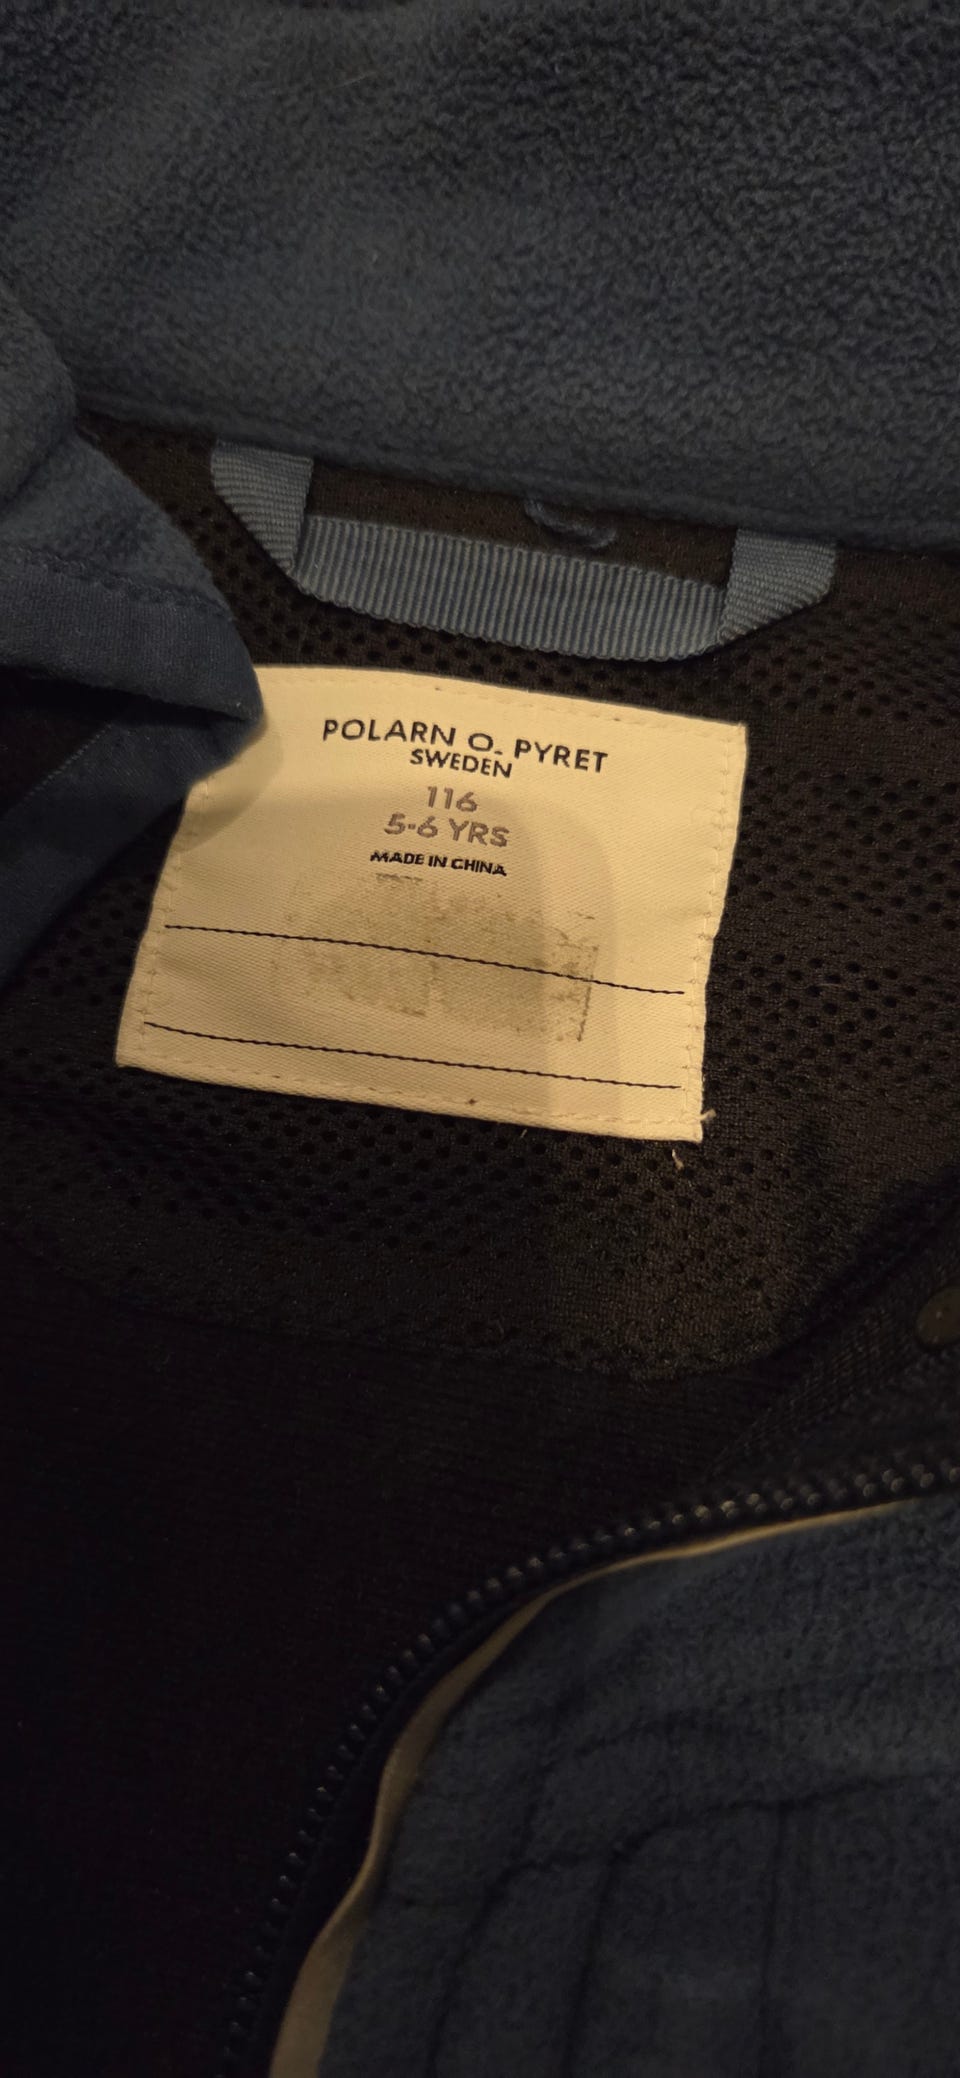 POLARN O. PYRET
SWEDEN
116
5-6 YRS
MADE IN CHINA